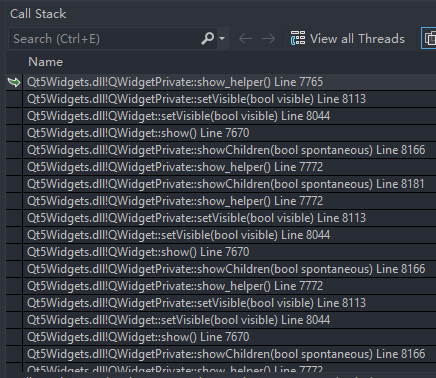 Call Stack
Search (Ctrl+E)
View all Threads
Name
Qt5Widgets.dll!QWidgetPrivate::show_helper() Line 7765
Qt5Widgets.dll!QWidgetPrivate::setVisible(bool visible) Line 8113
Qt5Widgets.dll!QWidget::setVisible(bool visible) Line 8044
Qt5Widgets.dll!QWidget::show() Line 7670
Qt5Widgets.dll!QWidgetPrivate::showChildren(bool spontaneous) Line 8166
Qt5Widgets.dll!QWidgetPrivate::show_helper() Line 7772
Qt5Widgets.dll!QWidgetPrivate::showChildren(bool spontaneous) Line 8181
Qt5Widgets.dll!QWidgetPrivate::show_helper() Line 7772
Qt5Widgets.dll!QWidgetPrivate::setVisible(bool visible) Line 8113
Qt5Widgets.dll!QWidget::setVisible(bool visible) Line 8044
Qt5Widgets.dll!QWidget::show() Line 7670
Qt5Widgets.dll!QWidgetPrivate::showChildren(bool spontaneous) Line 8166
Qt5Widgets.dll!QWidgetPrivate::show_helper() Line 7772
Qt5Widgets.dll!QWidgetPrivate::setVisible(bool visible) Line 8113
Qt5Widgets.dll!QWidget::setVisible(bool visible) Line 8044
Qt5Widgets.dll!QWidget::show() Line 7670
Qt5Widgets.dll!QWidgetPrivate::showChildren(bool spontaneous) Line 8166
Qt5Widgets.dll!QWidgetPrivate::show_helper() Line 7772